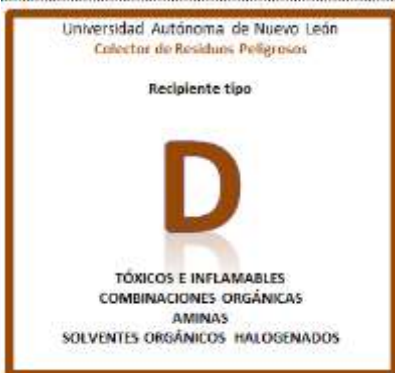 Universidad Autónoma de Nuevo León
Colector de Residuos Peligrosos
Recipiente tipo
D
TÓXICOS E INFLAMABLES
COMBINACIONES ORGÁNICAS
AMINAS
SOLVENTES ORGÁNICOS HALOGENADOS